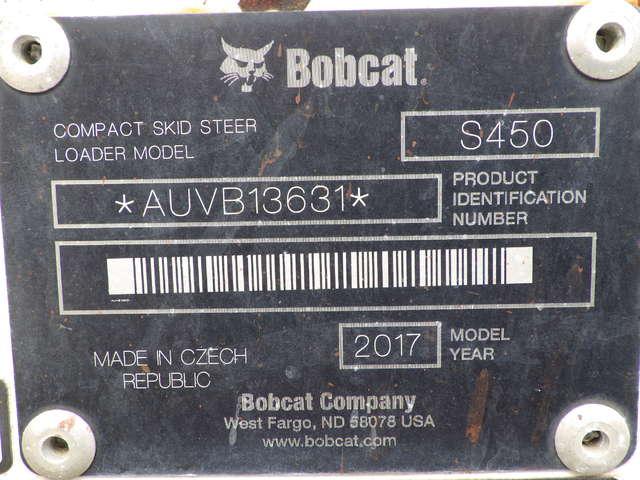 Bobcat
COMPACT SKID STEER
LOADER MODEL
S450
*AUVB13631*
PRODUCT
IDENTIFICATION
NUMBER
2017
MODEL
YEAR
MADE IN CZECH
REPUBLIC
Bobcat Company
West Fargo, ND 58078 USA
www.bobcat.com